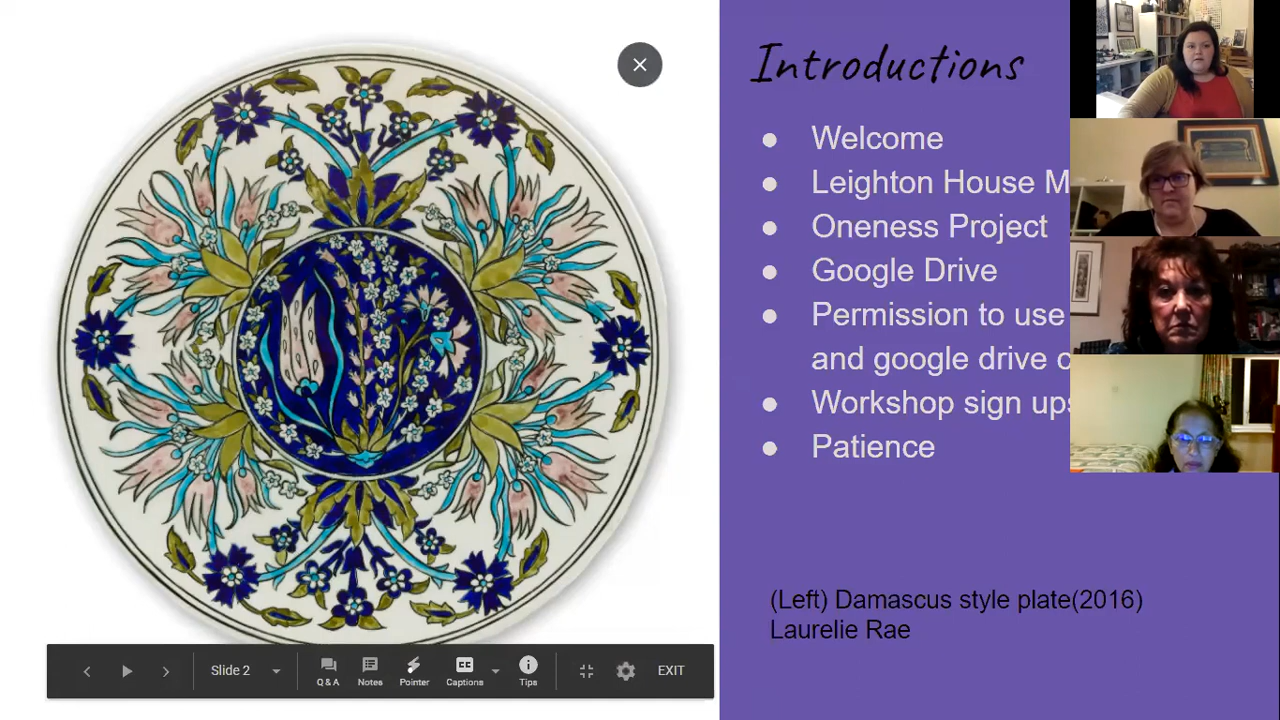 Introductions
● Welcome
● Leighton House M
● Oneness Project
● Google Drive
● Permission to use
and google drive
● Workshop sign ups
● Patience
(Left) Damascus style plate(2016)
Laurelie Rae
Slide 2
Q & A
Notes
Pointer
CC
Captions
Tips
EXIT